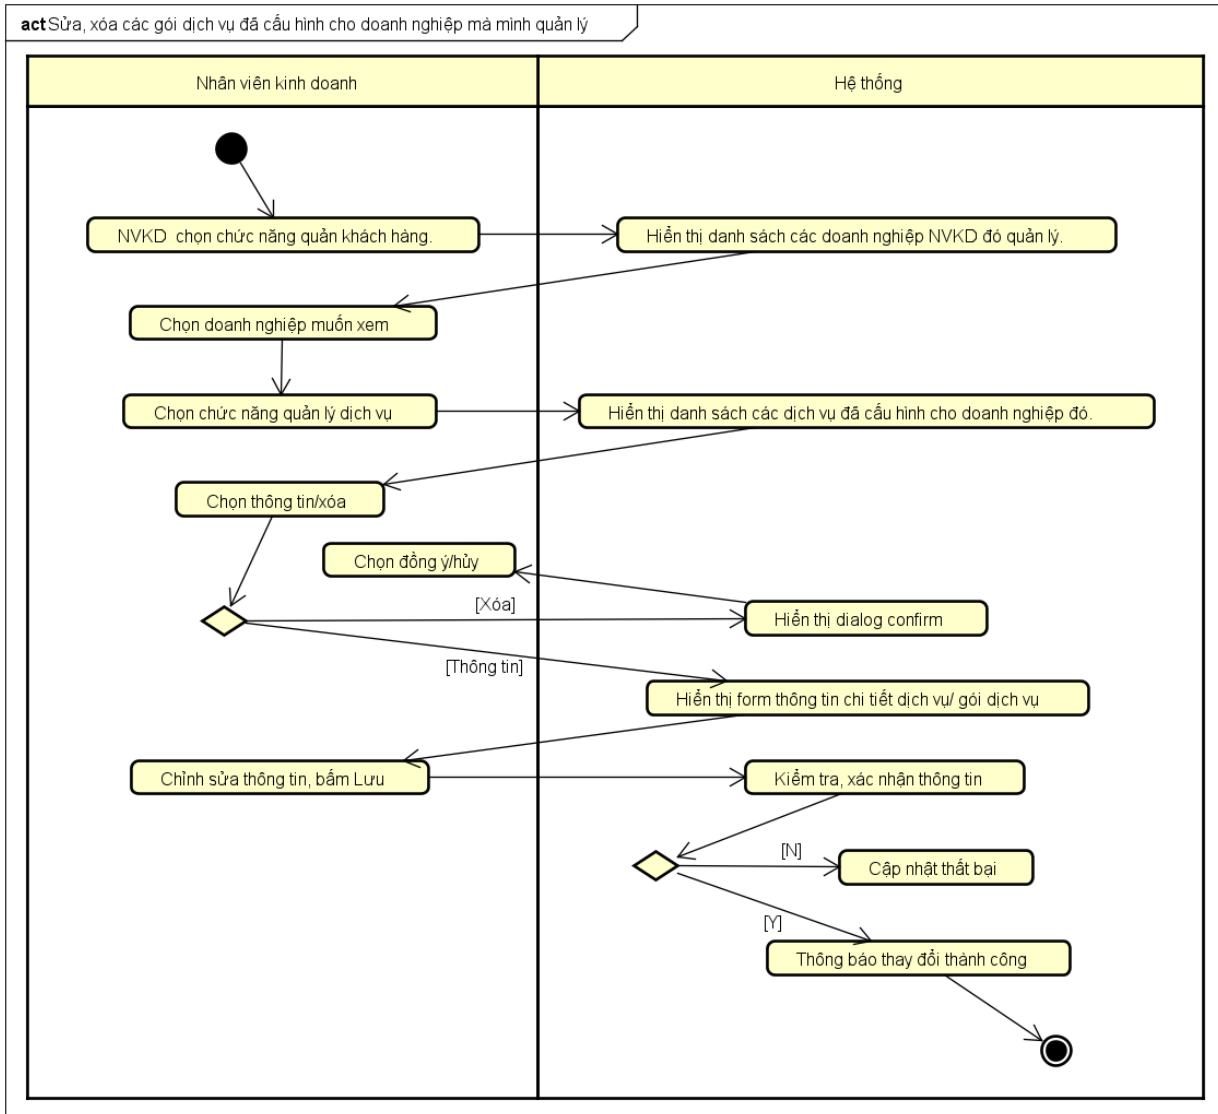 act Sửa, xóa các gói dịch vụ đã cấu hình cho doanh nghiệp mà mình quản lý
Nhân viên kinh doanh
Hệ thống
NVKD chọn chức năng quản khách hàng.
Hiển thị danh sách các doanh nghiệp NVKD đó quản lý.
Chọn doanh nghiệp muốn xem
Chọn chức năng quản lý dịch vụ
Hiển thị danh sách các dịch vụ đã cấu hình cho doanh nghiệp đó.
Chọn thông tin/xóa
Chọn đồng ý/hủy
[Xóa]
Hiển thị dialog confirm
[Thông tin]
Hiển thị form thông tin chi tiết dịch vụ/ gói dịch vụ
Chỉnh sửa thông tin, bấm Lưu
Kiểm tra, xác nhận thông tin
[N]
Cập nhật thất bại
[Y]
Thông báo thay đổi thành công